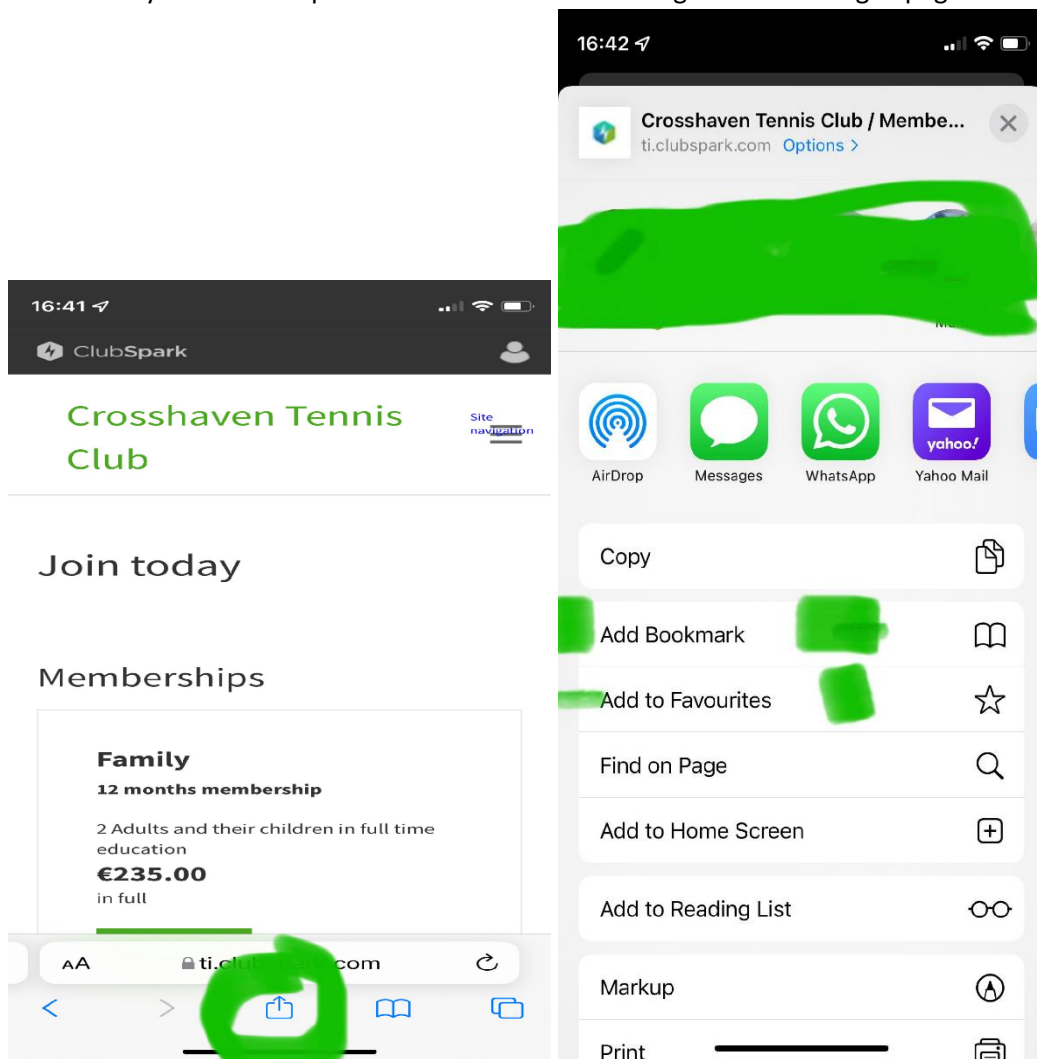 16:41
ClubSpark
Crosshaven Tennis
Club
Site
navigation
Join today
Memberships
Family
12 months membership
2 Adults and their children in full time
education
€235.00
in full
AA
16:42
Crosshaven Tennis Club / Membe...
ti.clubspark.com Options >
AirDrop
Messages
WhatsApp
yahoo!
Yahoo Mail
Copy
Add Bookmark
Add to Favourites
Find on Page
Add to Home Screen
Add to Reading List
Markup
Print